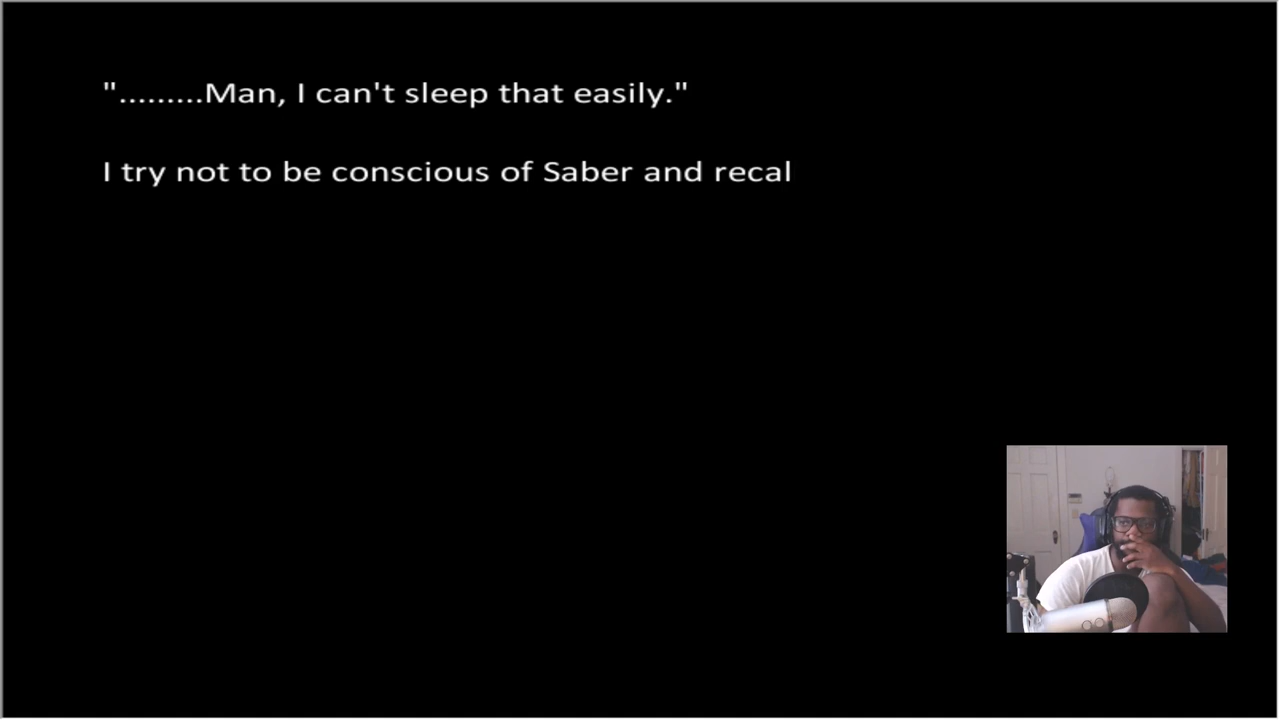 ".........Man, I can't sleep that easily."
I try not to be conscious of Saber and recal